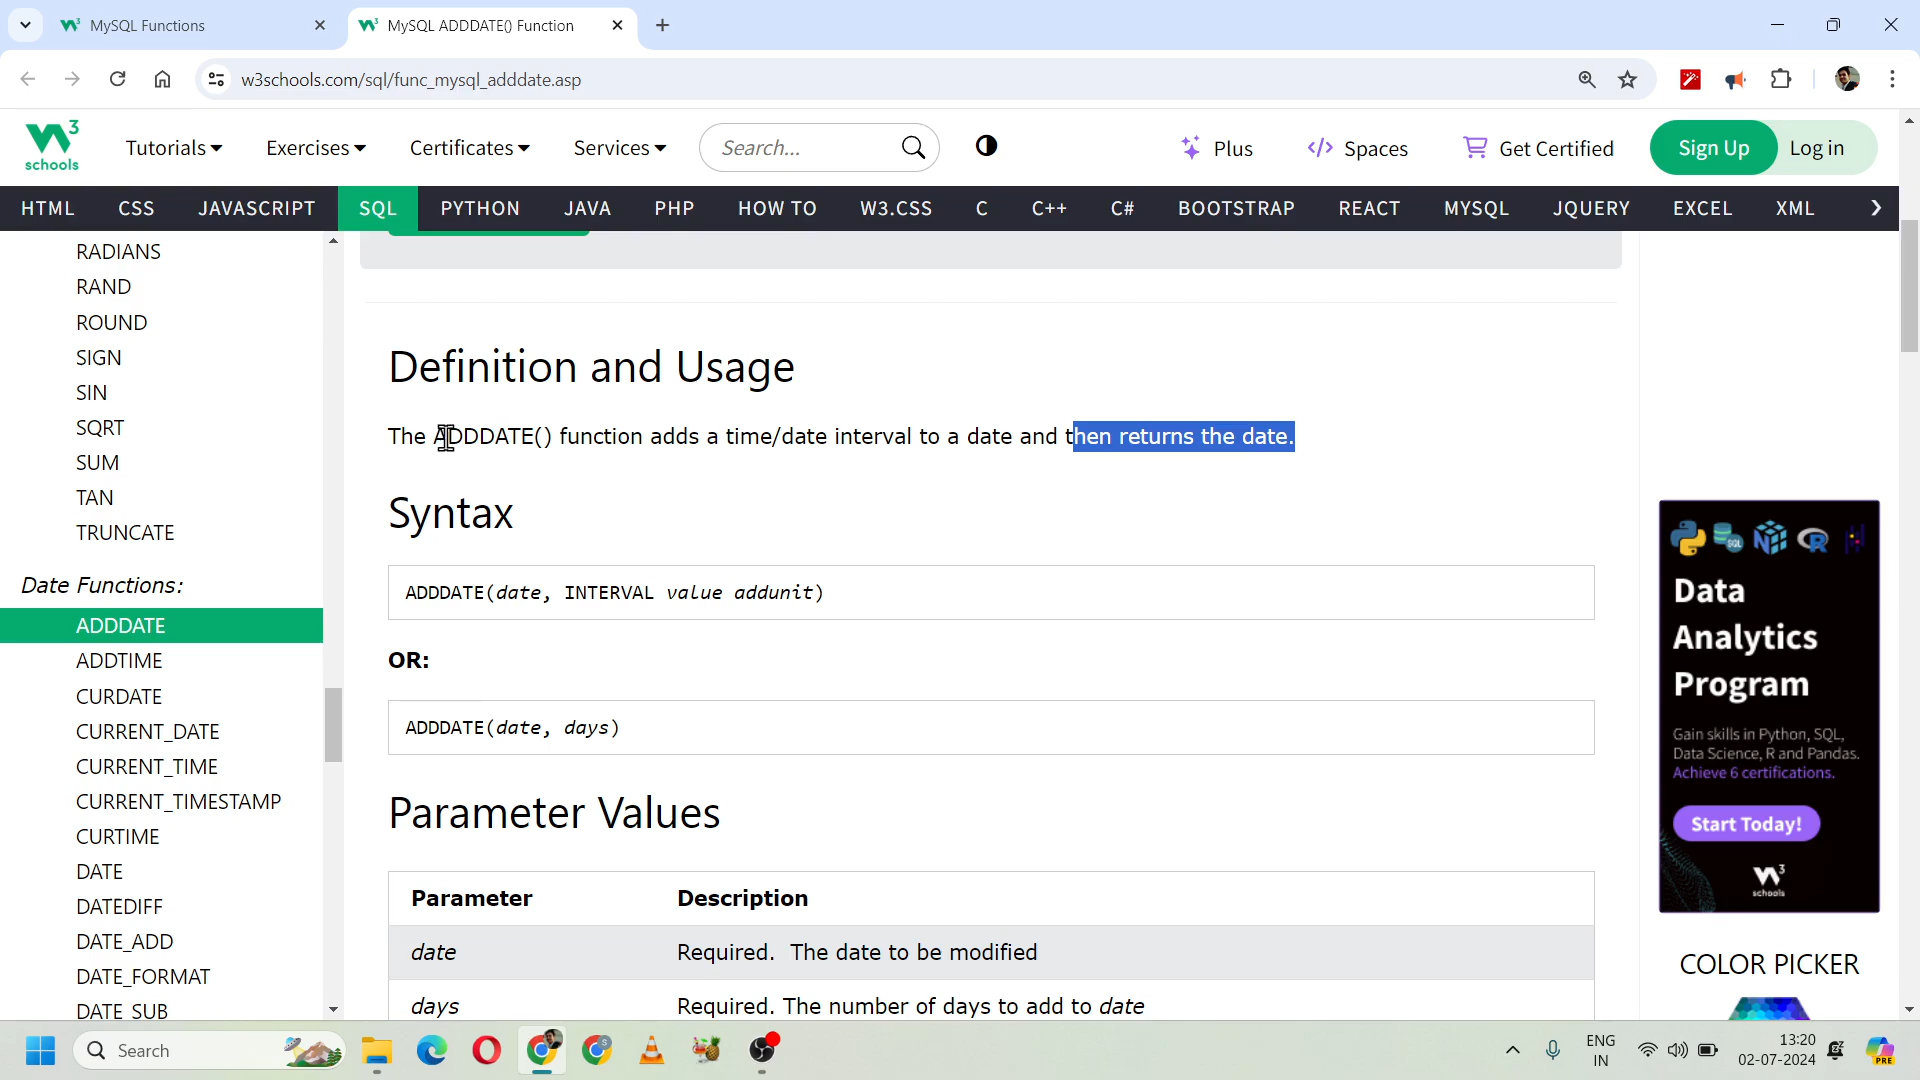 MySQL Functions
MySQL ADDDATE() Function
w3schools.com/sql/func_mysql_adddate.asp
W3 schools
Tutorials
Exercises
Certificates
Services
Search...
Plus
Spaces
Get Certified
Sign Up
Log in
HTML
CSS
JAVASCRIPT
SQL
PYTHON
JAVA
PHP
HOW TO
W3.CSS
C
C++
C#
BOOTSTRAP
REACT
MYSQL
JQUERY
EXCEL
XML
RADIANS
RAND
ROUND
SIGN
SIN
SQRT
SUM
TAN
TRUNCATE
Date Functions:
ADDDATE
ADDTIME
CURDATE
CURRENT_DATE
CURRENT_TIME
CURRENT_TIMESTAMP
CURTIME
DATE
DATEDIFF
DATE_ADD
DATE_FORMAT
DATE_SUB
Definition and Usage
The ADDDATE() function adds a time/date interval to a date and then returns the date.
Syntax
ADDDATE(date, INTERVAL value addunit)
OR:
ADDDATE(date, days)
Parameter Values
Parameter Description
date Required. The date to be modified
days Required. The number of days to add to date
Data
Analytics
Program
Gain skills in Python, SQL,
Data Science, R and Pandas.
Achieve 6 certifications.
Start Today!
W3 schools
COLOR PICKER
Search
ENG
IN
13:20
02-07-2024
PRE